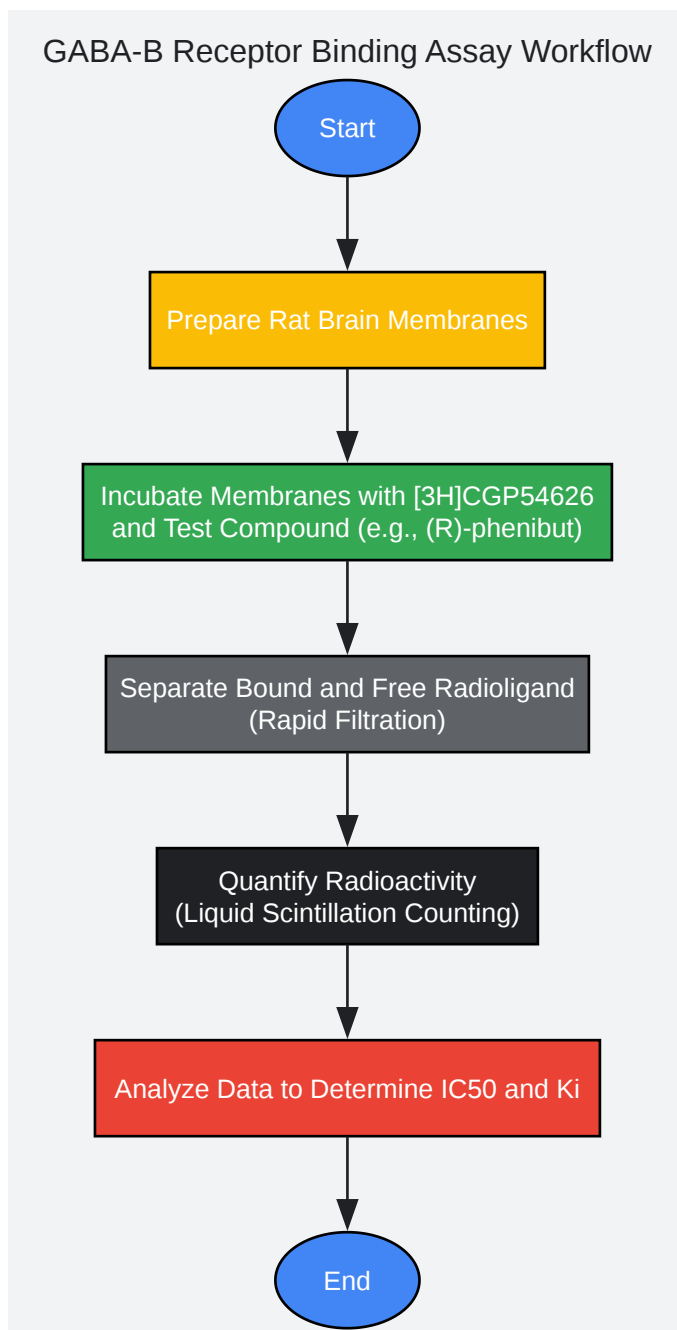 GABA-B Receptor Binding Assay Workflow
Start
Prepare Rat Brain Membranes
Incubate Membranes with [3H]CGP54626
and Test Compound (e.g., (R)-phenibut)
Separate Bound and Free Radioligand
(Rapid Filtration)
Quantify Radioactivity
(Liquid Scintillation Counting)
Analyze Data to Determine IC50 and Ki
End